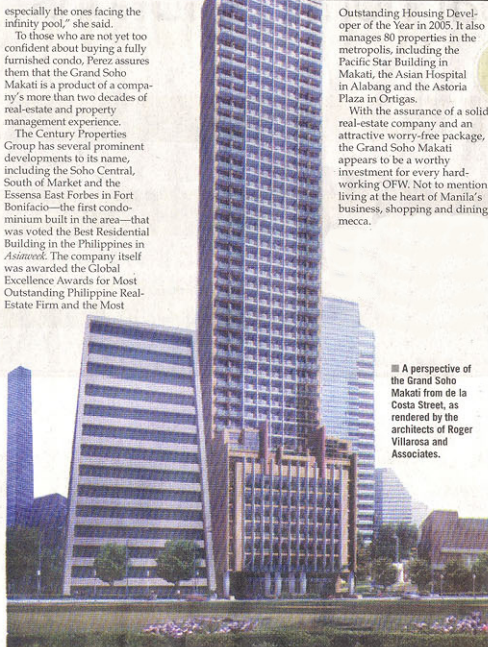 especially the ones facing the
infinity pool,” she said.
To those who are not yet too
confident about buying a fully
furnished condo, Perez assures
them that the Grand Soho
Makati is a product of a compa-
ny’s more than two decades of
real-estate and property
management experience.
The Century Properties
Group has several prominent
developments to its name,
including the Soho Central,
South of Market and the
Essensa East Forbes in Fort
Bonifacio—the first condo-
minium built in the area—that
was voted the Best Residential
Building in the Philippines in
Asiaweek. The company itself
was awarded the Global
Excellence Awards for Most
Outstanding Philippine Real-
Estate Firm and the Most
Outstanding Housing Devel-
oper of the Year in 2005. It also
manages 80 properties in the
metropolis, including the
Pacific Star Building in
Makati, the Asian Hospital
in Alabang and the Astoria
Plaza in Ortigas.
With the assurance of a solid
real-estate company and an
attractive worry-free package,
the Grand Soho Makati
appears to be a worthy
investment for every hard-
working OFW. Not to mention
living at the heart of Manila’s
business, shopping and dining
mecca.
■ A perspective of
the Grand Soho
Makati from de la
Costa Street, as
rendered by the
architects of Roger
Villarosa and
Associates.